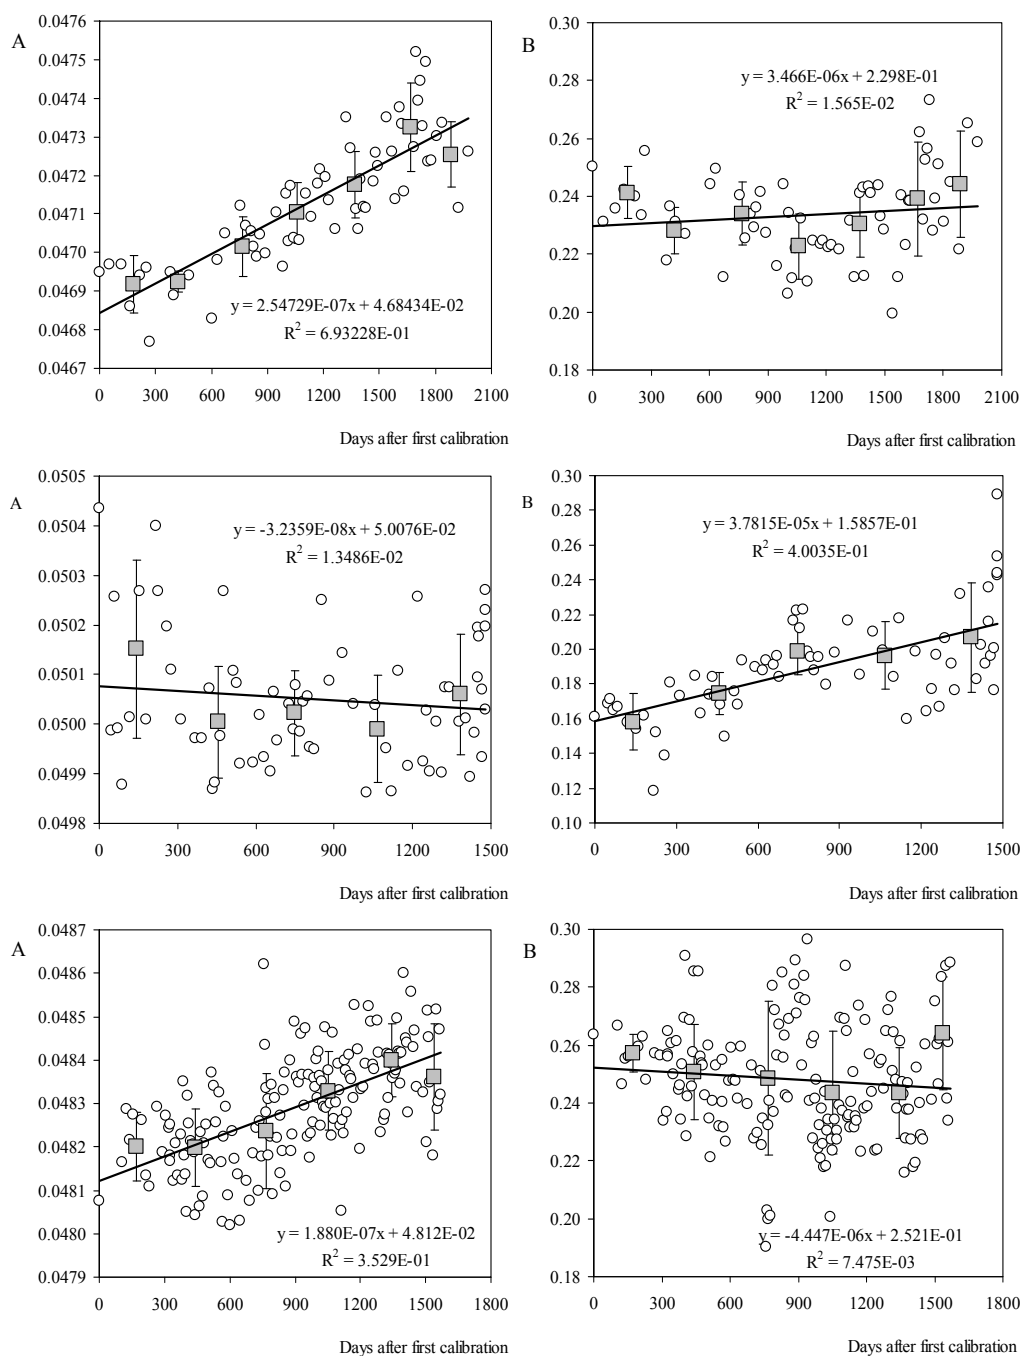 A
0.0476
0.0475
0.0474
0.0473
0.0472
0.0471
0.0470
0.0469
0.0468
0.0467
y = 2.54729E-07x + 4.68434E-02
R² = 6.93228E-01
0 300 600 900 1200 1500 1800 2100
Days after first calibration
B
0.30
0.28
0.26
0.24
0.22
0.20
0.18
y = 3.466E-06x + 2.298E-01
R² = 1.565E-02
0 300 600 900 1200 1500 1800 2100
Days after first calibration
A
0.0505
0.0504
0.0503
0.0502
0.0501
0.0500
0.0499
0.0498
y = -3.2359E-08x + 5.0076E-02
R² = 1.3486E-02
0 300 600 900 1200 1500
Days after first calibration
B
0.30
0.28
0.26
0.24
0.22
0.20
0.18
0.16
0.14
0.12
0.10
y = 3.7815E-05x + 1.5857E-01
R² = 4.0035E-01
0 300 600 900 1200 1500
Days after first calibration
A
0.0487
0.0486
0.0485
0.0484
0.0483
0.0482
0.0481
0.0480
0.0479
y = 1.880E-07x + 4.812E-02
R² = 3.529E-01
0 300 600 900 1200 1500 1800
Days after first calibration
B
0.30
0.28
0.26
0.24
0.22
0.20
0.18
y = -4.447E-06x + 2.521E-01
R² = 7.475E-03
0 300 600 900 1200 1500 1800
Days after first calibration